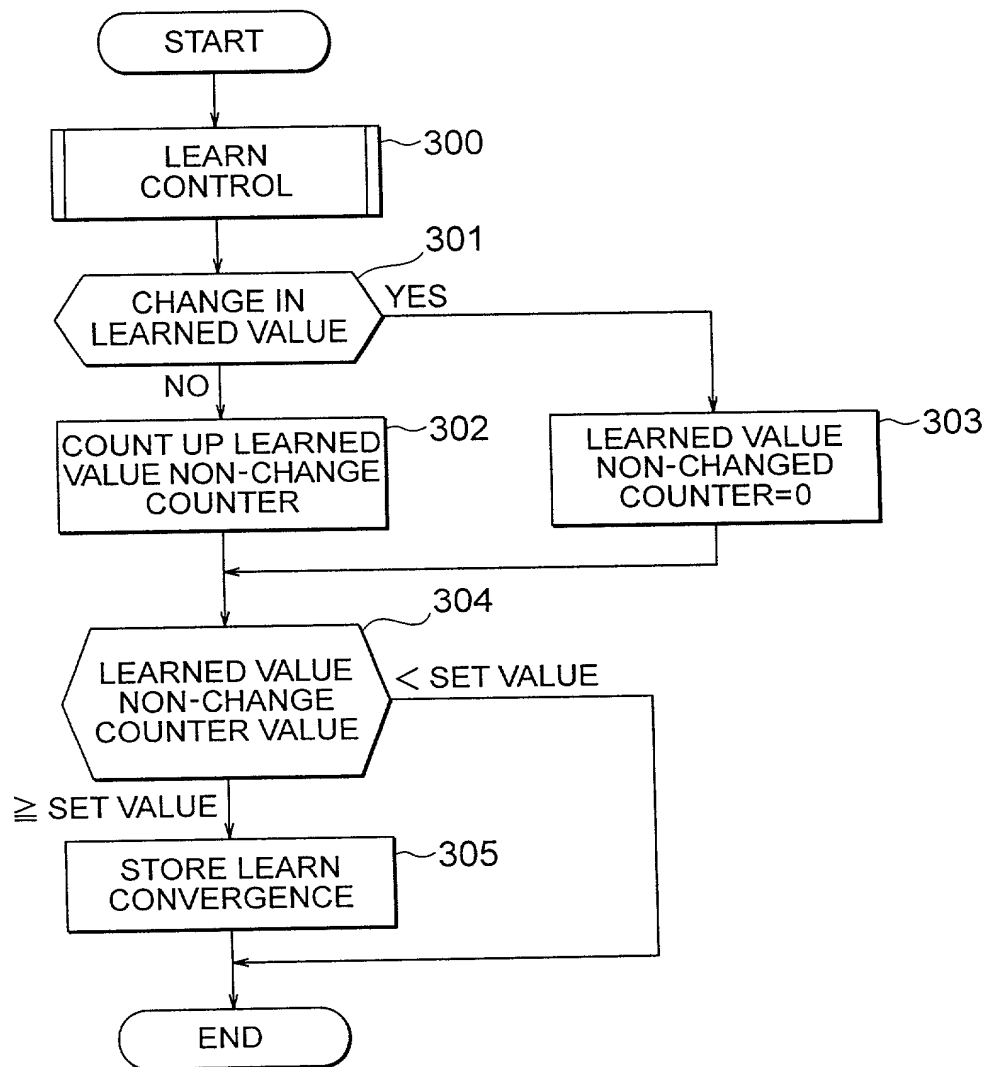 START
LEARN
CONTROL
300
301
CHANGE IN
LEARNED VALUE
YES
NO
COUNT UP LEARNED
VALUE NON-CHANGE
COUNTER
302
LEARNED VALUE
NON-CHANGED
COUNTER=0
303
304
LEARNED VALUE
NON-CHANGE
COUNTER VALUE
< SET VALUE
≧ SET VALUE
STORE LEARN
CONVERGENCE
305
END